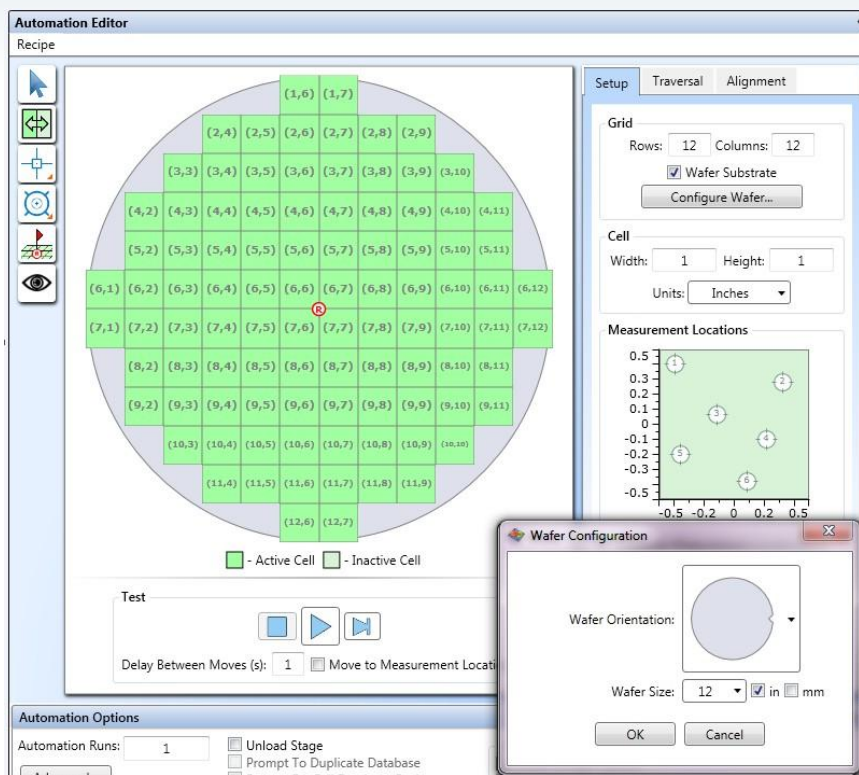 Automation Editor
Recipe
(1,6) (1,7)
(2,4) (2,5) (2,6) (2,7) (2,8) (2,9)
(3,3) (3,4) (3,5) (3,6) (3,7) (3,8) (3,9) (3,10)
(4,2) (4,3) (4,4) (4,5) (4,6) (4,7) (4,8) (4,9) (4,10) (4,11)
(5,2) (5,3) (5,4) (5,5) (5,6) (5,7) (5,8) (5,9) (5,10) (5,11)
(6,1) (6,2) (6,3) (6,4) (6,5) (6,6) (6,7) (6,8) (6,9) (6,10) (6,11) (6,12)
R
(7,1) (7,2) (7,3) (7,4) (7,5) (7,6) (7,7) (7,8) (7,9) (7,10) (7,11) (7,12)
(8,2) (8,3) (8,4) (8,5) (8,6) (8,7) (8,8) (8,9) (8,10) (8,11)
(9,2) (9,3) (9,4) (9,5) (9,6) (9,7) (9,8) (9,9) (9,10) (9,11)
(10,3) (10,4) (10,5) (10,6) (10,7) (10,8) (10,9) (10,10)
(11,4) (11,5) (11,6) (11,7) (11,8) (11,9)
(12,6) (12,7)
- Active Cell - Inactive Cell
Test
Delay Between Moves (s): 1 Move to Measurement Locati
Setup Traversal Alignment
Grid
Rows: 12 Columns: 12
Wafer Substrate
Configure Wafer...
Cell
Width: 1 Height: 1
Units: Inches
Measurement Locations
0.5
0.3
0.2
0.1
0
-0.1
-0.2
-0.3
-0.5
1
2
3
4
5
6
-0.5 -0.2 0 0.2 0.5
Wafer Configuration
Wafer Orientation:
Wafer Size: 12 in mm
OK Cancel
Automation Options
Automation Runs: 1
Unload Stage
Prompt To Duplicate Database